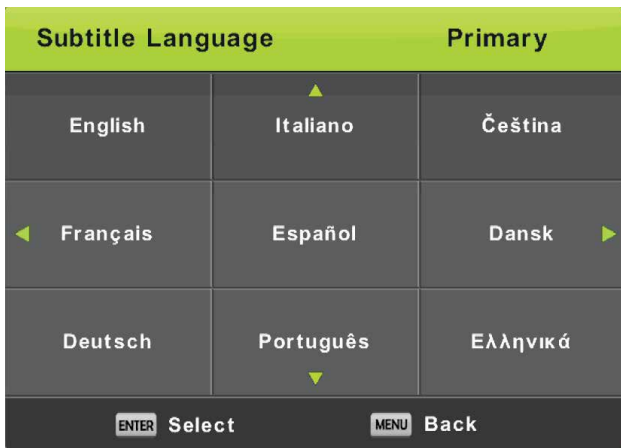 Subtitle Language Primary
English Italiano Čeština
Français Español Dansk
Deutsch Português Ελληνικά
ENTER Select MENU Back